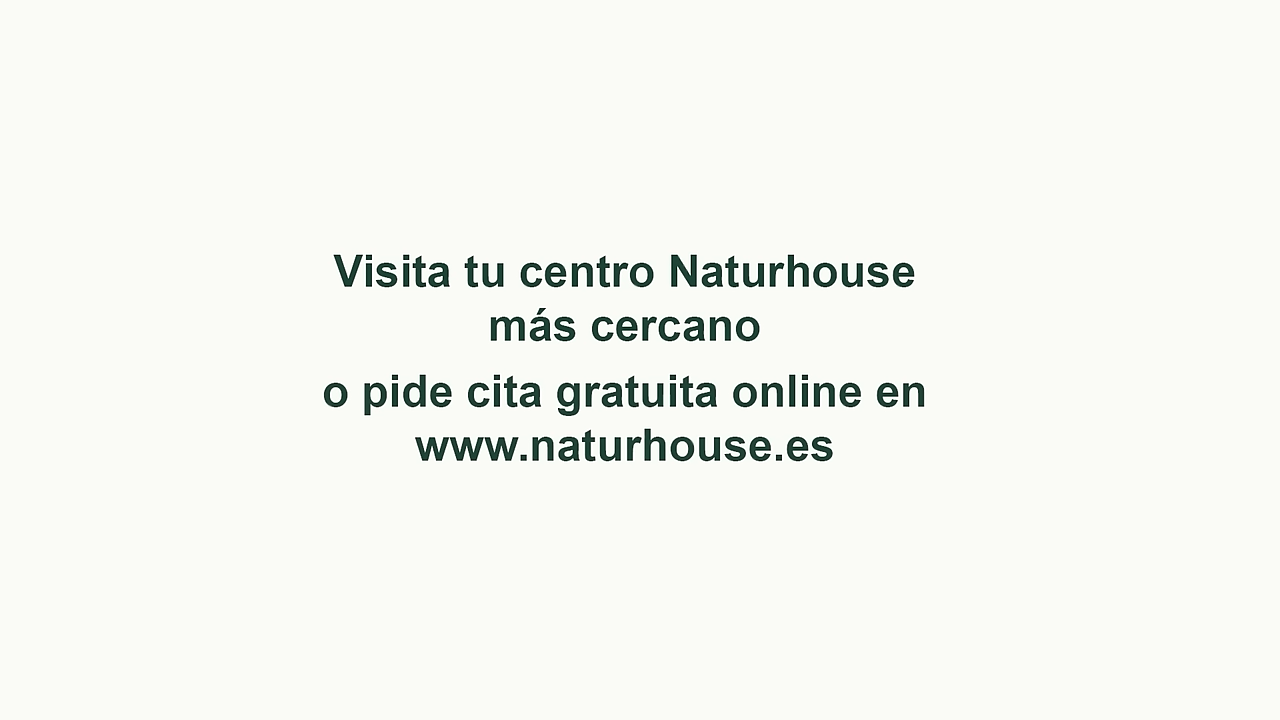 Visita tu centro Naturhouse
más cercano
o pide cita gratuita online en
www.naturhouse.es